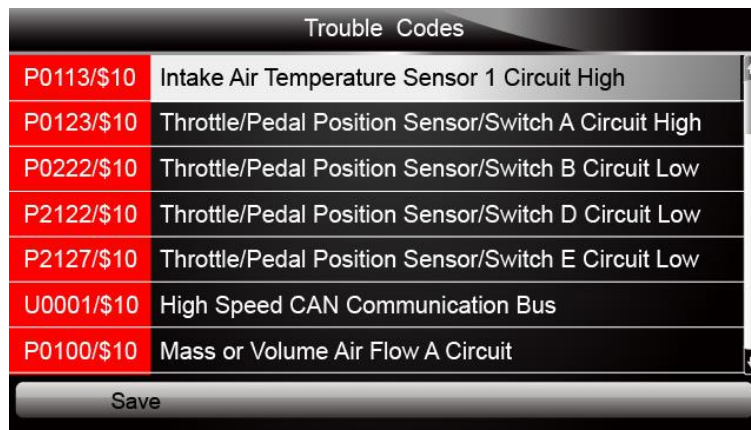 Trouble Codes
P0113/$10 Intake Air Temperature Sensor 1 Circuit High
P0123/$10 Throttle/Pedal Position Sensor/Switch A Circuit High
P0222/$10 Throttle/Pedal Position Sensor/Switch B Circuit Low
P2122/$10 Throttle/Pedal Position Sensor/Switch D Circuit Low
P2127/$10 Throttle/Pedal Position Sensor/Switch E Circuit Low
U0001/$10 High Speed CAN Communication Bus
P0100/$10 Mass or Volume Air Flow A Circuit
Save